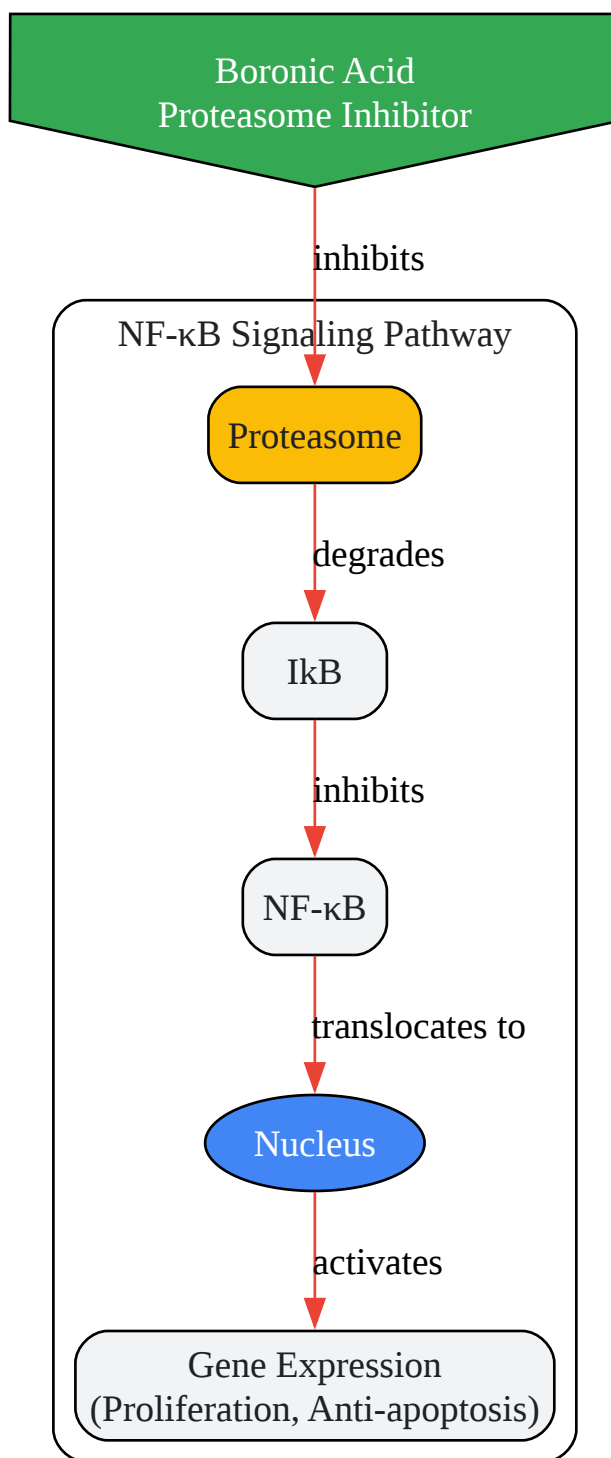 Boronic Acid
Proteasome Inhibitor
inhibits
NF-κB Signaling Pathway
Proteasome
degrades
IkB
inhibits
NF-κB
translocates to
Nucleus
activates
Gene Expression
(Proliferation, Anti-apoptosis)